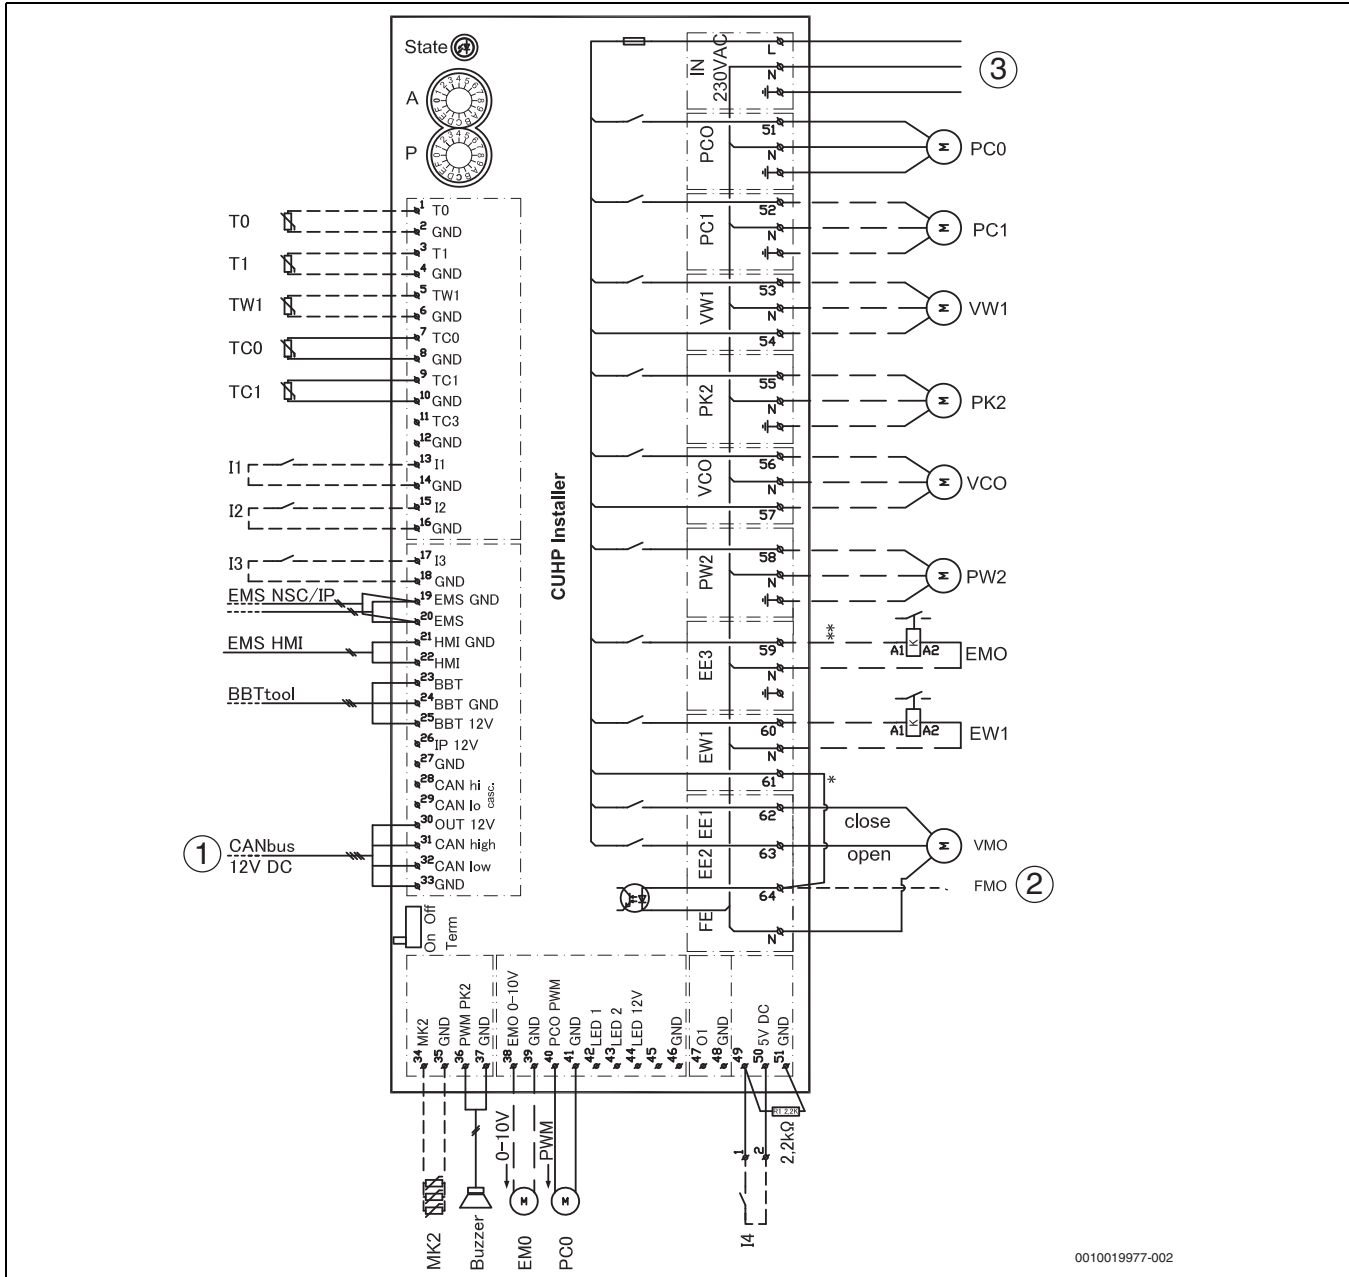 State
A
P
T0
T1
TW1
TC0
TC1
I1
I2
I3
EMS NSC/IP
EMS HMI
BBTtool
1 CANbus
12V DC
1 T0
2 GND
3 T1
4 GND
5 TW1
6 GND
7 TC0
8 GND
9 TC1
10 GND
11 TC3
12 GND
13 I1
14 GND
15 I2
16 GND
17 I3
18 GND
19 EMS GND
20 EMS
21 HMI GND
22 HMI
23 BBT
24 BBT GND
25 BBT 12V
26 IP 12V
27 GND
28 CAN hi
29 CAN lo casc.
30 OUT 12V
31 CAN high
32 CAN low
33 GND
On Off
Term
CUHP Installer
IN
230VAC
L
N
3
PCO
51
N
M
PC0
PC1
52
N
M
PC1
VW1
53
N
54
M
VW1
PK2
55
N
M
PK2
VCO
56
N
57
M
VCO
PW2
58
N
M
PW2
EE3
59
N
**
K
A1 A2
EMO
EW1
60
N
61
*
K
A1 A2
EW1
EE1
62
close
EE2
63
open
M
VMO
FE
64
N
FMO 2
34 MK2
35 GND
36 PWM PK2
37 GND
38 EMO 0-10V
39 GND
40 PCO PWM
41 GND
42 LED 1
43 LED 2
44 LED 12V
45
46 GND
47 O1
48 GND
49
50 5V DC
51 GND
R1 2.2K
2,2kΩ
1
2
0-10V
PWM
M
M
MK2
Buzzer
EM0
PC0
I4
0010019977-002